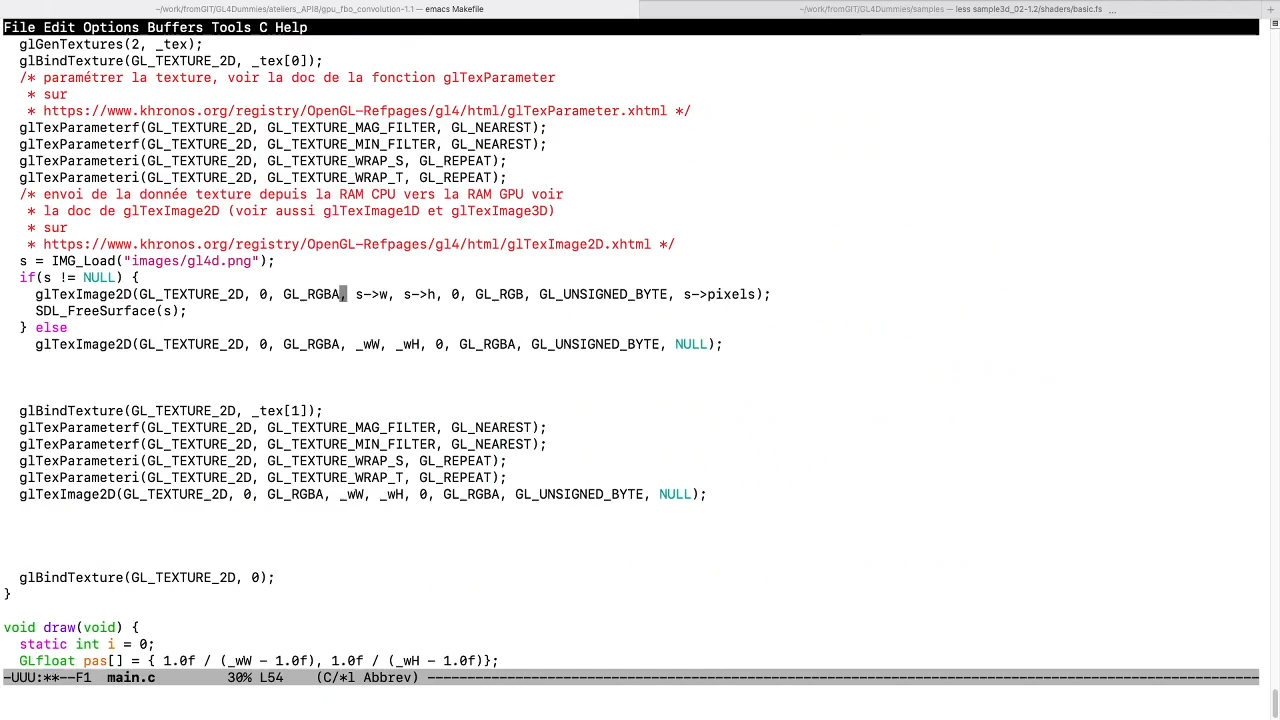 ~/work/fromGIT/GL4Dummies/ateliers_API8/gpu_fbo_convolution-1.1 — emacs Makefile
~/work/fromGIT/GL4Dummies/samples — less sample3d_02-1.2/shaders/basic.fs ...
File Edit Options Buffers Tools C Help
glGenTextures(2, _tex);
glBindTexture(GL_TEXTURE_2D, _tex[0]);
/* paramétrer la texture, voir la doc de la fonction glTexParameter
* sur
* https://www.khronos.org/registry/OpenGL-Refpages/gl4/html/glTexParameter.xhtml */
glTexParameterf(GL_TEXTURE_2D, GL_TEXTURE_MAG_FILTER, GL_NEAREST);
glTexParameterf(GL_TEXTURE_2D, GL_TEXTURE_MIN_FILTER, GL_NEAREST);
glTexParameteri(GL_TEXTURE_2D, GL_TEXTURE_WRAP_S, GL_REPEAT);
glTexParameteri(GL_TEXTURE_2D, GL_TEXTURE_WRAP_T, GL_REPEAT);
/* envoi de la donnée texture depuis la RAM CPU vers la RAM GPU voir
* la doc de glTexImage2D (voir aussi glTexImage1D et glTexImage3D)
* sur
* https://www.khronos.org/registry/OpenGL-Refpages/gl4/html/glTexImage2D.xhtml */
s = IMG_Load("images/gl4d.png");
if(s != NULL) {
glTexImage2D(GL_TEXTURE_2D, 0, GL_RGBA, s->w, s->h, 0, GL_RGB, GL_UNSIGNED_BYTE, s->pixels);
SDL_FreeSurface(s);
} else
glTexImage2D(GL_TEXTURE_2D, 0, GL_RGBA, _wW, _wH, 0, GL_RGBA, GL_UNSIGNED_BYTE, NULL);
glBindTexture(GL_TEXTURE_2D, _tex[1]);
glTexParameterf(GL_TEXTURE_2D, GL_TEXTURE_MAG_FILTER, GL_NEAREST);
glTexParameterf(GL_TEXTURE_2D, GL_TEXTURE_MIN_FILTER, GL_NEAREST);
glTexParameteri(GL_TEXTURE_2D, GL_TEXTURE_WRAP_S, GL_REPEAT);
glTexParameteri(GL_TEXTURE_2D, GL_TEXTURE_WRAP_T, GL_REPEAT);
glTexImage2D(GL_TEXTURE_2D, 0, GL_RGBA, _wW, _wH, 0, GL_RGBA, GL_UNSIGNED_BYTE, NULL);
glBindTexture(GL_TEXTURE_2D, 0);
}
void draw(void) {
static int i = 0;
GLfloat pas[] = { 1.0f / (_wW - 1.0f), 1.0f / (_wH - 1.0f)};
-UUU:**--F1 main.c 30% L54 (C/*l Abbrev) ----------------------------------------